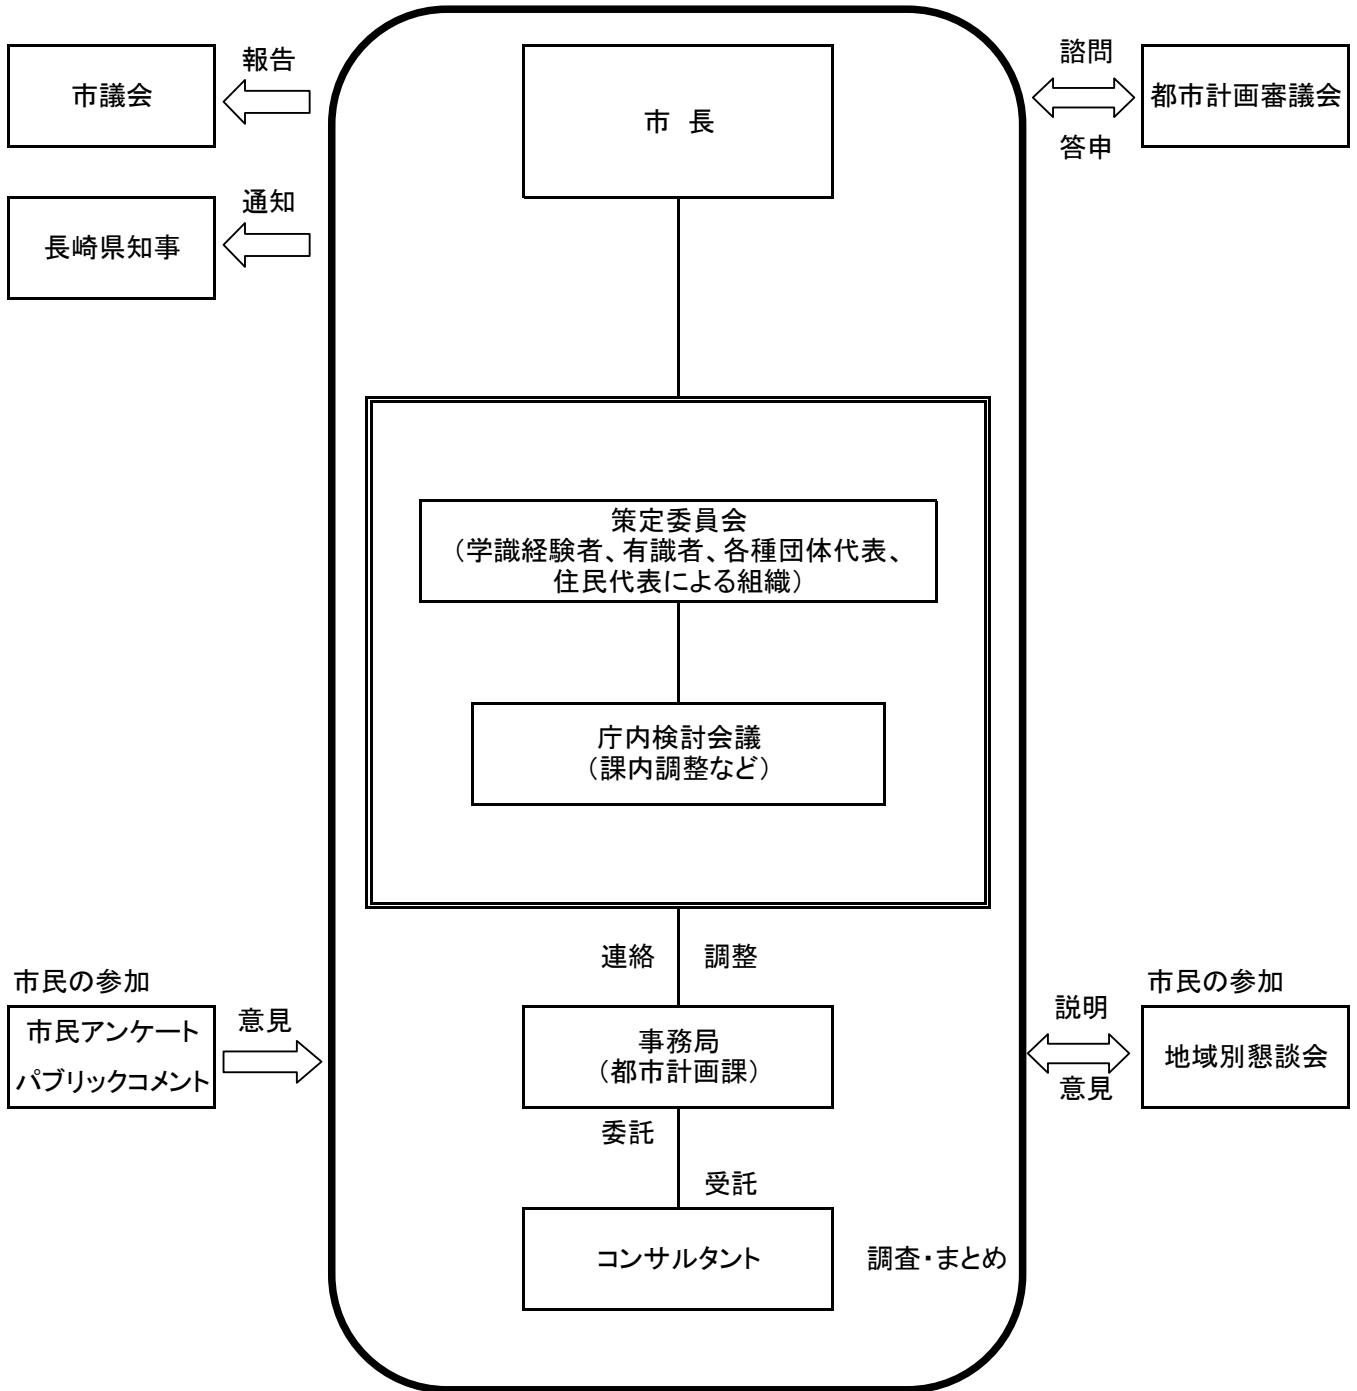 報告
市議会
市 長
諮問
都市計画審議会
答申
通知
長崎県知事
策定委員会
（学識経験者、有識者、各種団体代表、
住民代表による組織）
庁内検討会議
（課内調整など）
連絡
調整
市民の参加
市民アンケート
パブリックコメント
意見
事務局
（都市計画課）
市民の参加
説明
地域別懇談会
意見
委託
受託
コンサルタント
調査・まとめ